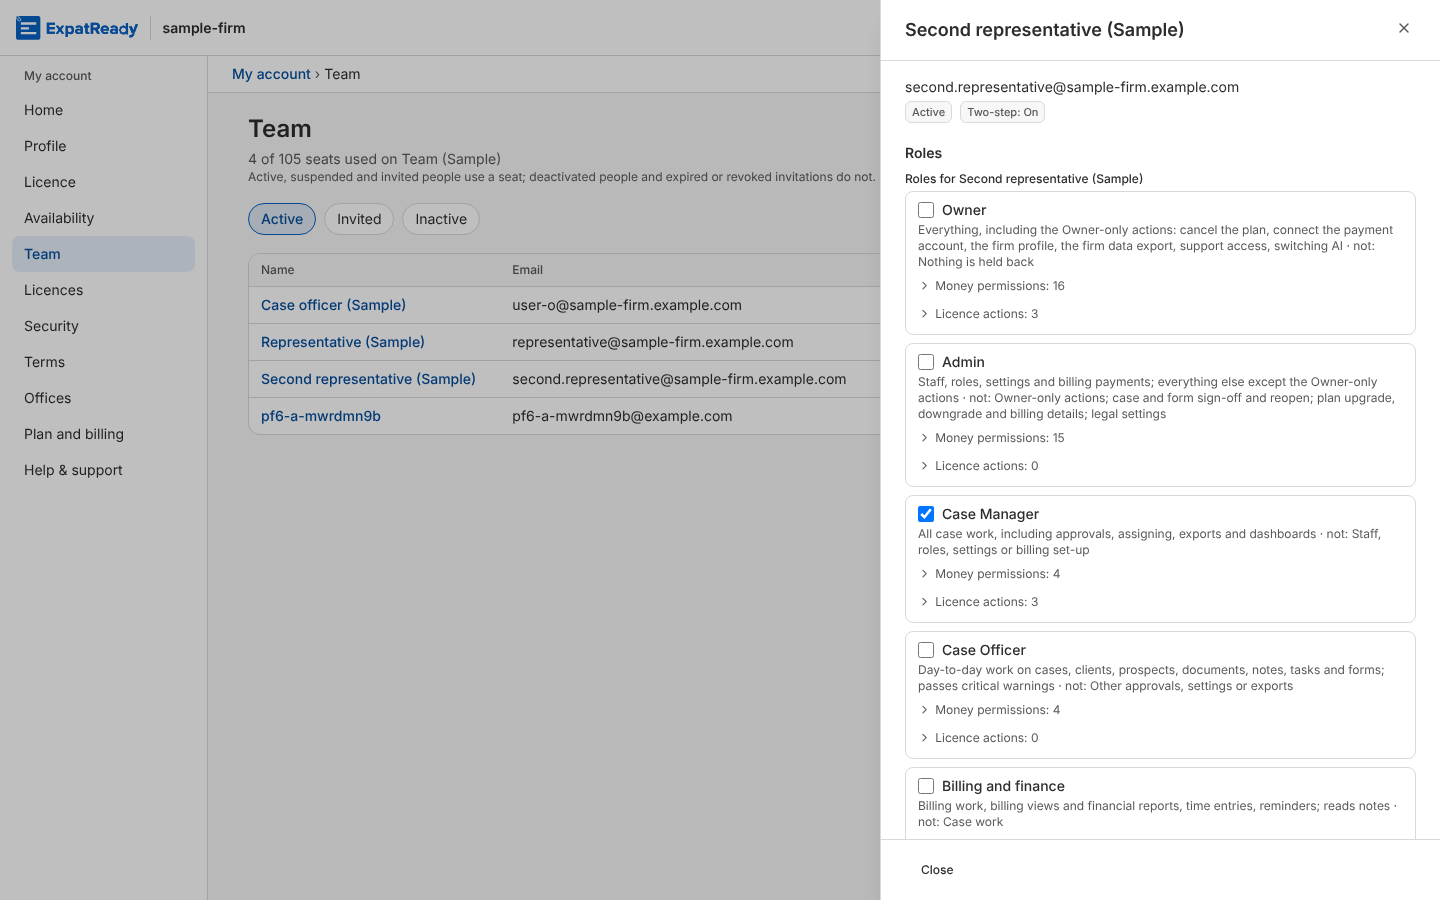 ExpatReady
sample-firm
My account
Home
Profile
Licence
Availability
Team
Licences
Security
Terms
Offices
Plan and billing
Help & support
My account › Team
Team
4 of 105 seats used on Team (Sample)
Active, suspended and invited people use a seat; deactivated people and expired or revoked invitations do not.
Active
Invited
Inactive
Name Email
Case officer (Sample) user-o@sample-firm.example.com
Representative (Sample) representative@sample-firm.example.com
Second representative (Sample) second.representative@sample-firm.example.com
pf6-a-mwrdmn9b pf6-a-mwrdmn9b@example.com
Second representative (Sample)
second.representative@sample-firm.example.com
Active
Two-step: On
Roles
Roles for Second representative (Sample)
Owner
Everything, including the Owner-only actions: cancel the plan, connect the payment
account, the firm profile, the firm data export, support access, switching AI · not:
Nothing is held back
Money permissions: 16
Licence actions: 3
Admin
Staff, roles, settings and billing payments; everything else except the Owner-only
actions · not: Owner-only actions; case and form sign-off and reopen; plan upgrade,
downgrade and billing details; legal settings
Money permissions: 15
Licence actions: 0
Case Manager
All case work, including approvals, assigning, exports and dashboards · not: Staff,
roles, settings or billing set-up
Money permissions: 4
Licence actions: 3
Case Officer
Day-to-day work on cases, clients, prospects, documents, notes, tasks and forms;
passes critical warnings · not: Other approvals, settings or exports
Money permissions: 4
Licence actions: 0
Billing and finance
Billing work, billing views and financial reports, time entries, reminders; reads notes ·
not: Case work
Close